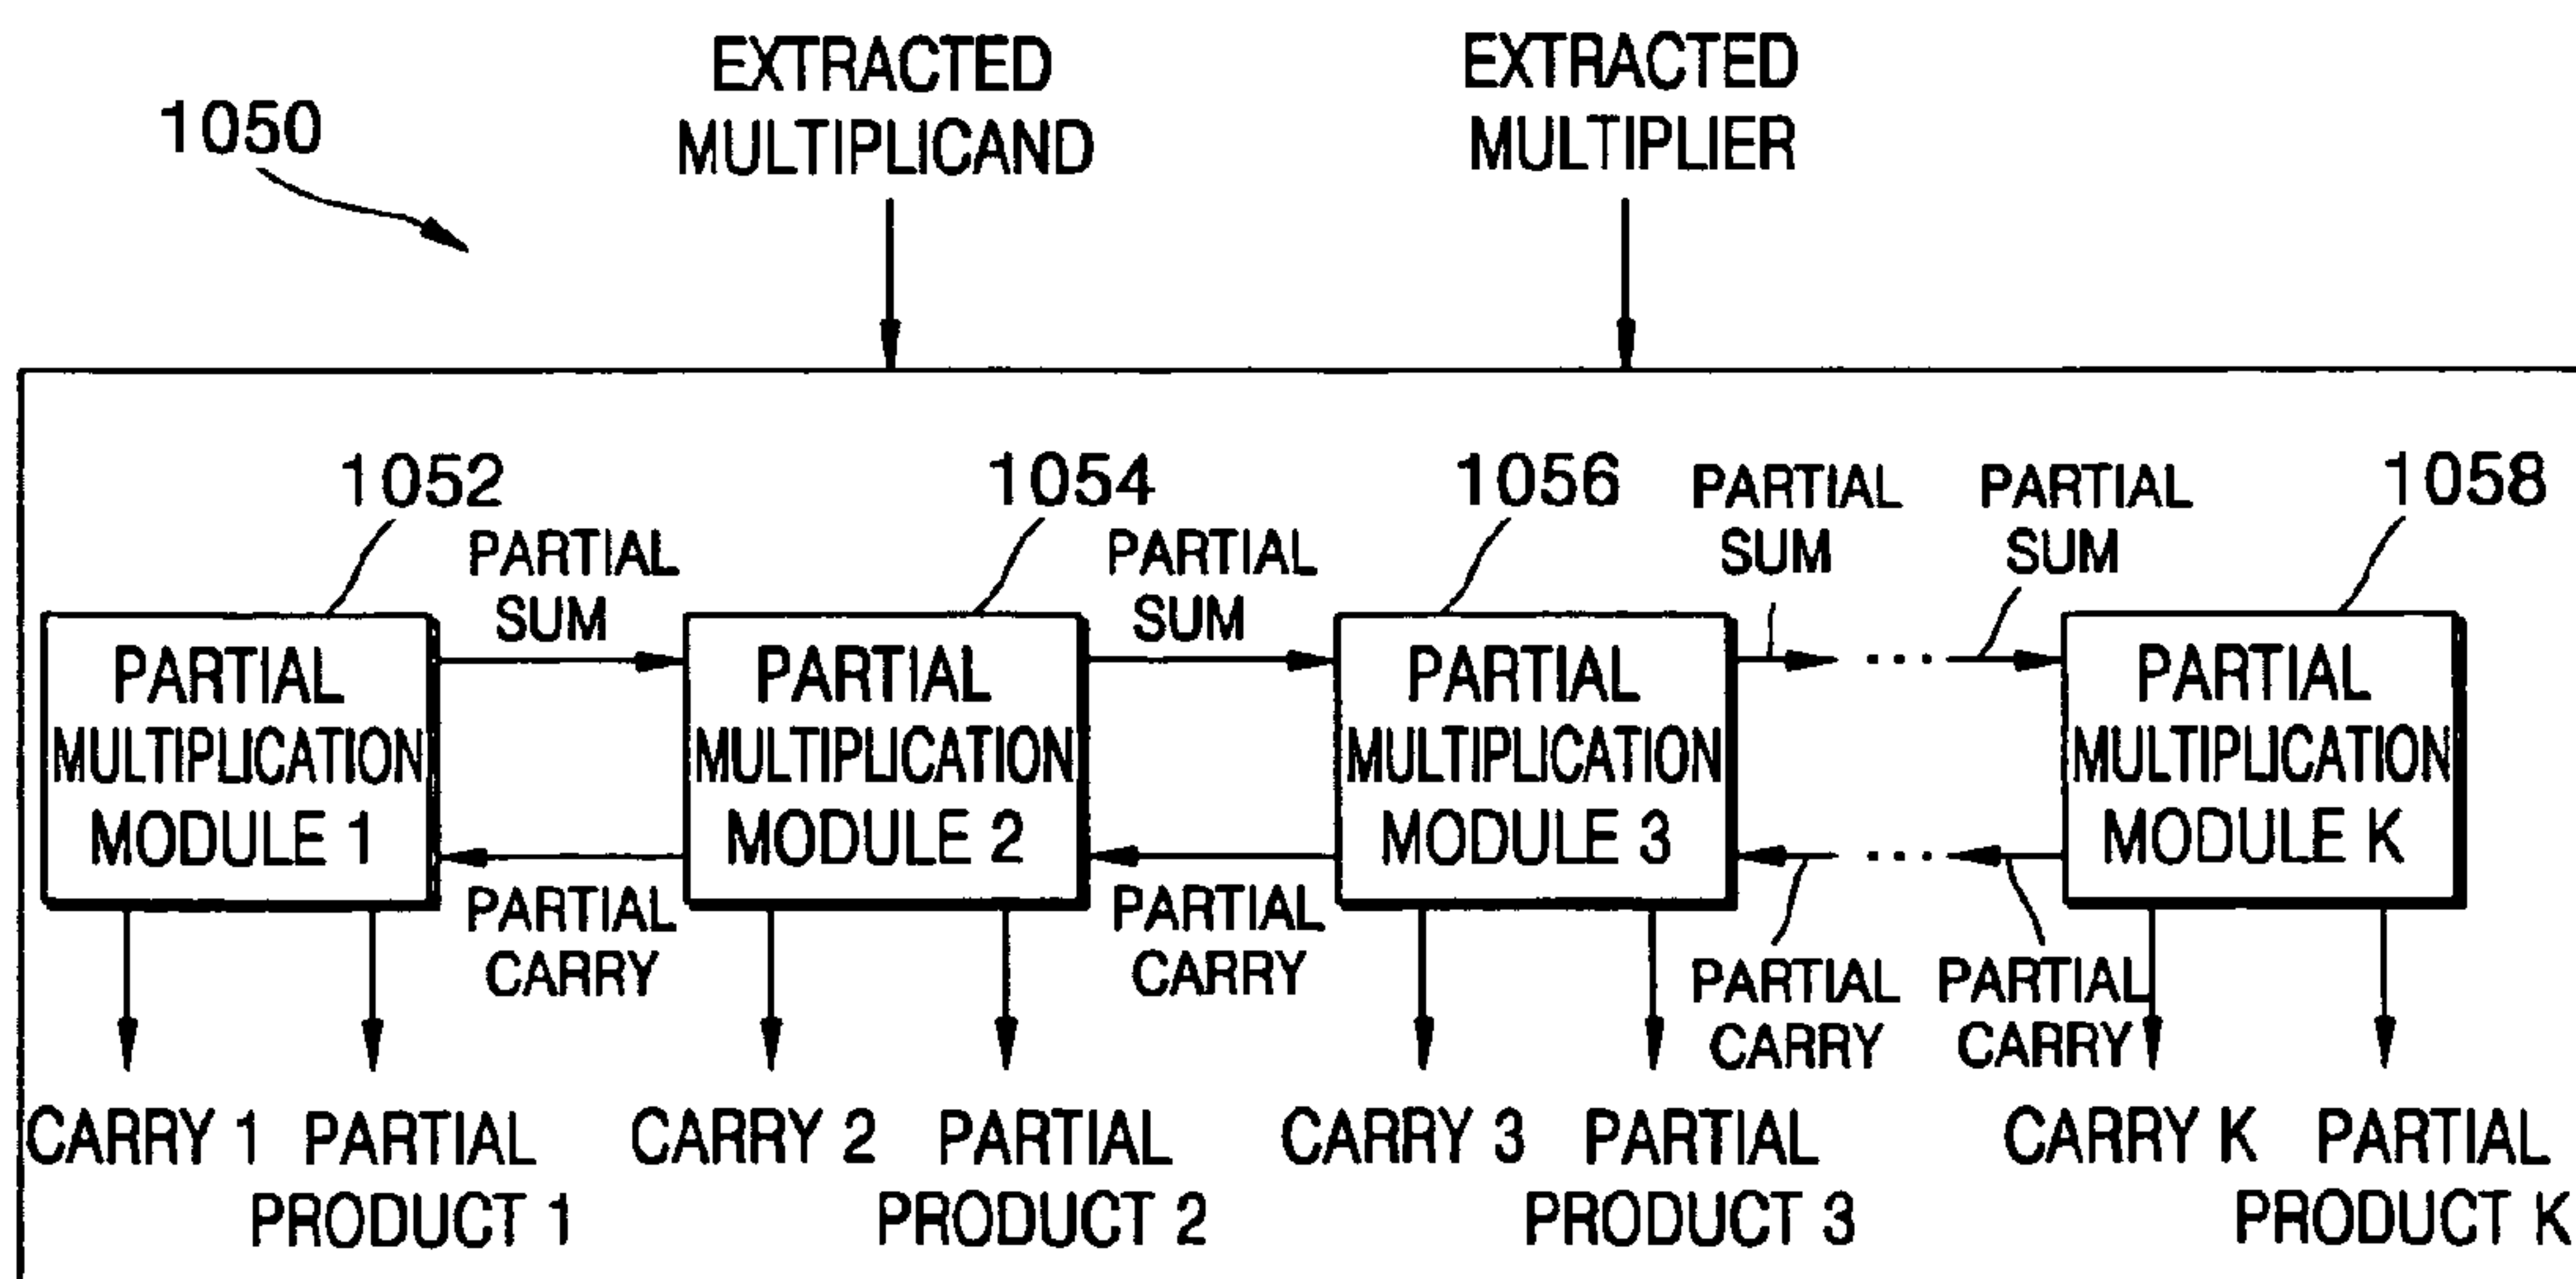 EXTRACTED
MULTIPLICAND
EXTRACTED
MULTIPLIER
1050
1052
1054
1056
1058
PARTIAL
SUM
PARTIAL
SUM
PARTIAL
SUM
PARTIAL
SUM
PARTIAL
MULTIPLICATION
MODULE 1
PARTIAL
MULTIPLICATION
MODULE 2
PARTIAL
MULTIPLICATION
MODULE 3
...
...
PARTIAL
MULTIPLICATION
MODULE K
PARTIAL
CARRY
PARTIAL
CARRY
PARTIAL
CARRY
PARTIAL
CARRY
CARRY 1
PARTIAL
PRODUCT 1
CARRY 2
PARTIAL
PRODUCT 2
CARRY 3
PARTIAL
PRODUCT 3
CARRY K
PARTIAL
PRODUCT K